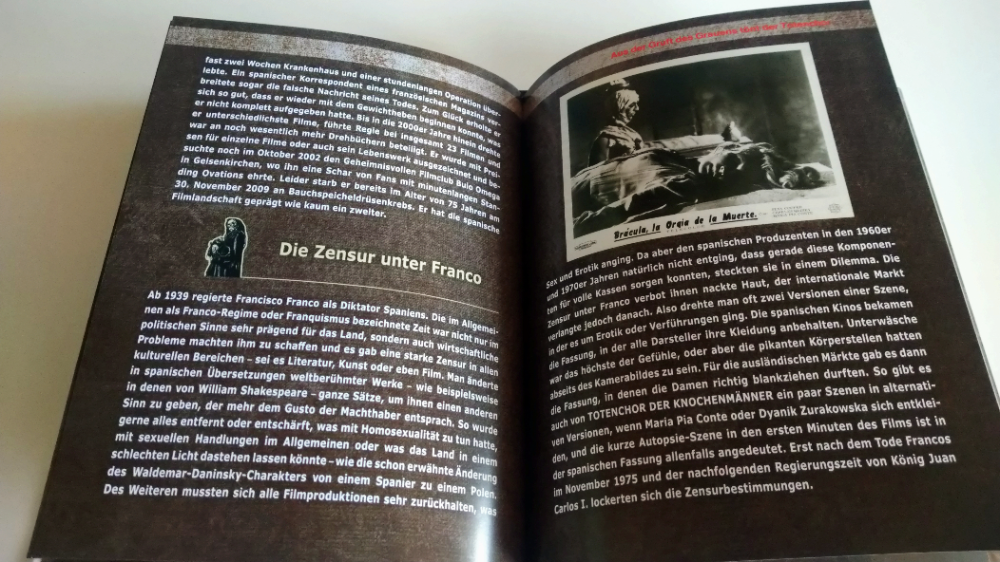 fast zwei Wochen Krankenhaus und einer stundenlangen Operation über-
lebte. Ein spanischer Korrespondent eines französischen Magazins ver-
breitete sogar die falsche Nachricht seines Todes. Zum Glück erholte er
sich so gut, dass er wieder mit dem Gewichtheben beginnen konnte, was
er nicht komplett aufgegeben hatte. Bis in die 2000er Jahre hinein drehte
er unterschiedlichste Filme, führte Regie bei insgesamt 23 Filmen und
war an noch wesentlich mehr Drehbüchern beteiligt. Er wurde mit Prei-
sen für einzelne Filme oder auch sein Lebenswerk ausgezeichnet und be-
suchte noch im Oktober 2002 den Geheimnisvollen Filmclub Buio Omega
in Gelsenkirchen, wo ihn eine Schar von Fans mit minutenlangen Stan-
ding Ovations ehrte. Leider starb er bereits im Alter von 75 Jahren am
30. November 2009 an Bauchspeicheldrüsenkrebs. Er hat die spanische
Filmlandschaft geprägt wie kaum ein zweiter.
Die Zensur unter Franco
Ab 1939 regierte Francisco Franco als Diktator Spaniens. Die im Allgemei-
nen als Franco-Regime oder Franquismus bezeichnete Zeit war nicht nur im
politischen Sinne sehr prägend für das Land, sondern auch wirtschaftliche
Probleme machten ihm zu schaffen und es gab eine starke Zensur in allen
kulturellen Bereichen – sei es Literatur, Kunst oder eben Film. Man änderte
in spanischen Übersetzungen weltberühmter Werke – wie beispielsweise
in denen von William Shakespeare – ganze Sätze, um ihnen einen anderen
Sinn zu geben, der mehr dem Gusto der Machthaber entsprach. So wurde
gerne alles entfernt oder entschärft, was mit Homosexualität zu tun hatte,
mit sexuellen Handlungen im Allgemeinen oder was das Land in einem
schlechten Licht dastehen lassen könnte – wie die schon erwähnte Änderung
des Waldemar-Daninsky-Charakters von einem Spanier zu einem Polen.
Des Weiteren mussten sich alle Filmproduktionen sehr zurückhalten, was
Aus der Gruft des Grauens
Drácula, la Orgia de la Muerte.
Sex und Erotik anging. Da aber den spanischen Produzenten in den 1960er
und 1970er Jahren natürlich nicht entging, dass gerade diese Komponen-
ten für volle Kassen sorgen konnten, steckten sie in einem Dilemma. Die
Zensur unter Franco verbot ihnen nackte Haut, der internationale Markt
verlangte jedoch danach. Also drehte man oft zwei Versionen einer Szene,
in der es um Erotik oder Verführungen ging. Die spanischen Kinos bekamen
die Fassung, in der alle Darsteller ihre Kleidung anbehalten. Unterwäsche
war das höchste der Gefühle, oder aber die pikanten Körperstellen hatten
abseits des Kamerabildes zu sein. Für die ausländischen Märkte gab es dann
die Fassung, in denen die Damen richtig blankziehen durften. So gibt es
auch von TOTENCHOR DER KNOCHENMÄNNER ein paar Szenen in alternati-
ven Versionen, wenn Maria Pia Conte oder Dyanik Zurakowska sich entklei-
den, und die kurze Autopsie-Szene in den ersten Minuten des Films ist in
der spanischen Fassung allenfalls angedeutet. Erst nach dem Tode Francos
im November 1975 und der nachfolgenden Regierungszeit von König Juan
Carlos I. lockerten sich die Zensurbestimmungen.